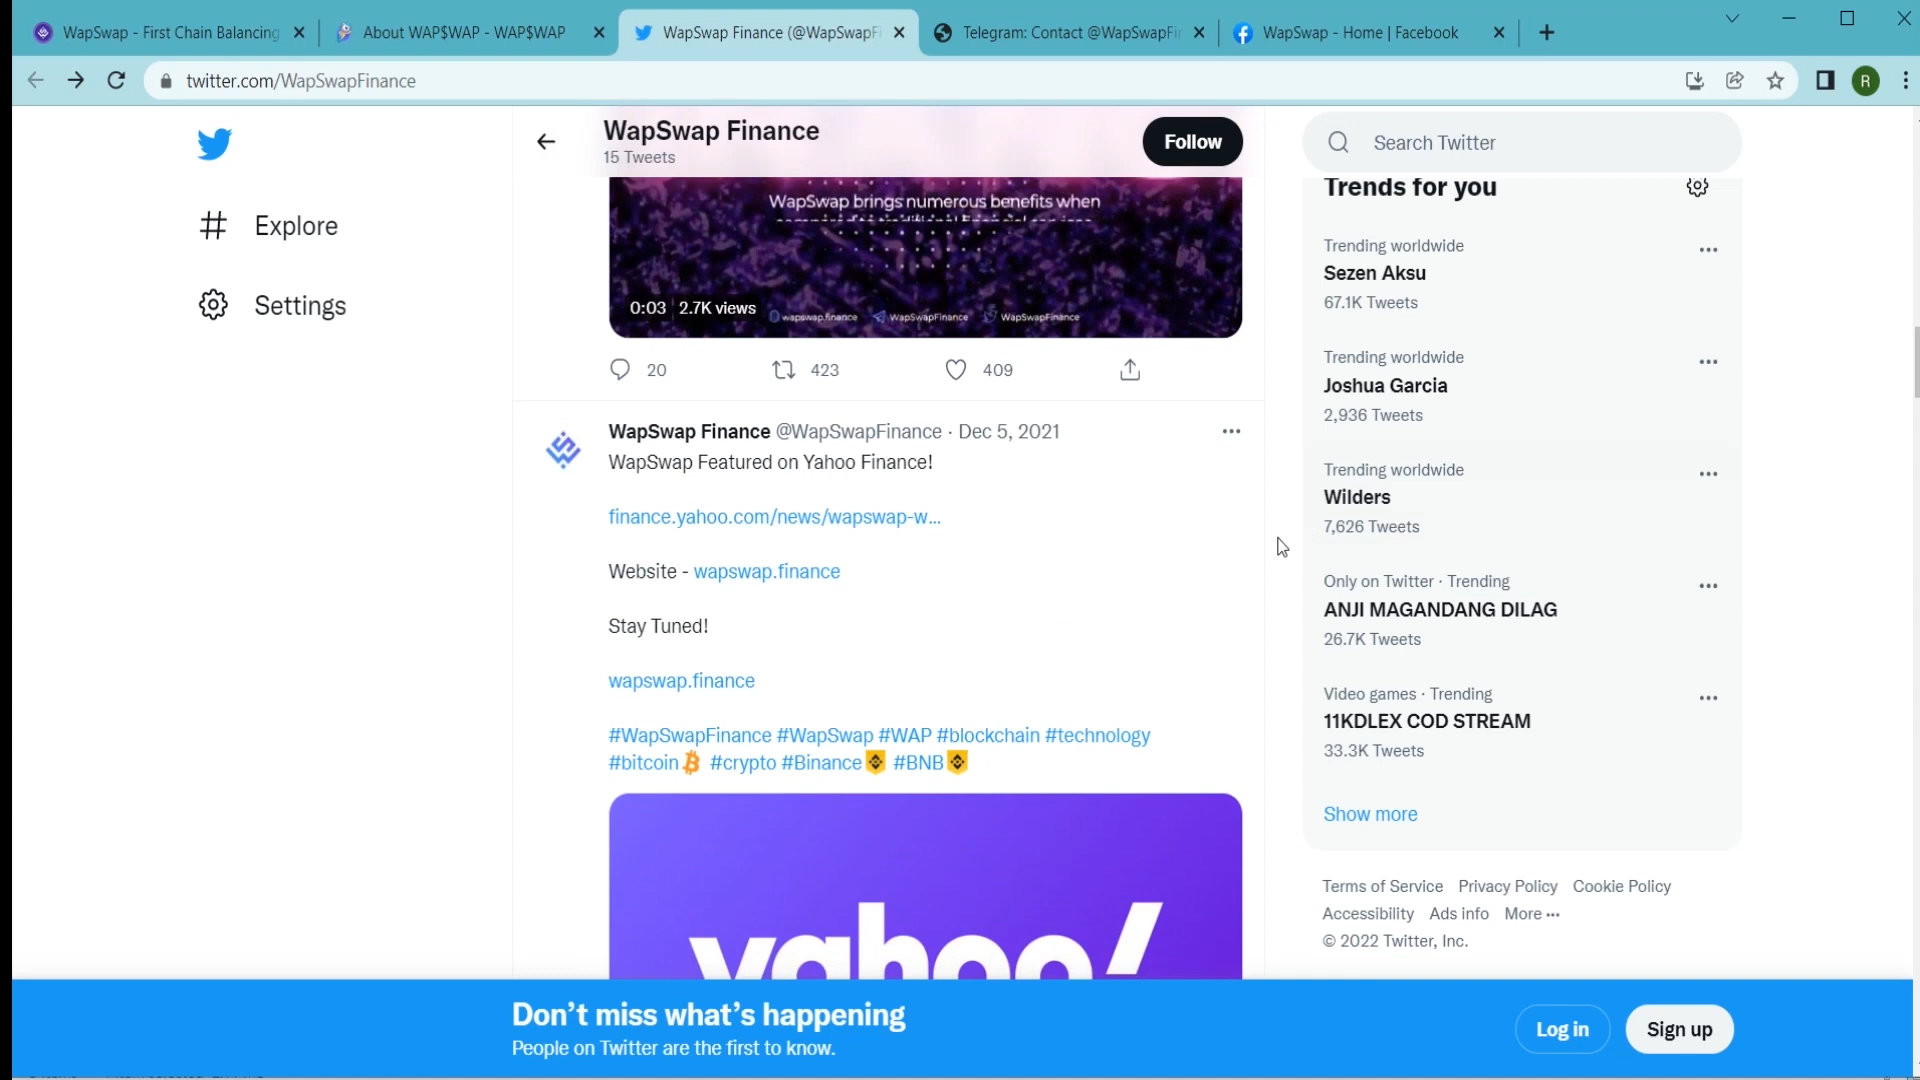 WapSwap - First Chain Balancing
About WAP$WAP - WAP$WAP
WapSwap Finance (@WapSwapFi
Telegram: Contact @WapSwapFin
WapSwap - Home | Facebook
twitter.com/WapSwapFinance
R
Explore
Settings
WapSwap Finance
15 Tweets
Follow
WapSwap brings numerous benefits when
0:03 2.7K views
wapswap.finance WapSwapFinance WapSwapFinance
20 423 409
WapSwap Finance @WapSwapFinance · Dec 5, 2021
WapSwap Featured on Yahoo Finance!
finance.yahoo.com/news/wapswap-w...
Website - wapswap.finance
Stay Tuned!
wapswap.finance
#WapSwapFinance #WapSwap #WAP #blockchain #technology
#bitcoin #crypto #Binance #BNB
yahoo/
Search Twitter
Trends for you
Trending worldwide
Sezen Aksu
67.1K Tweets
Trending worldwide
Joshua Garcia
2,936 Tweets
Trending worldwide
Wilders
7,626 Tweets
Only on Twitter · Trending
ANJI MAGANDANG DILAG
26.7K Tweets
Video games · Trending
11KDLEX COD STREAM
33.3K Tweets
Show more
Terms of Service Privacy Policy Cookie Policy
Accessibility Ads info More ···
© 2022 Twitter, Inc.
Don't miss what's happening
People on Twitter are the first to know.
Log in
Sign up